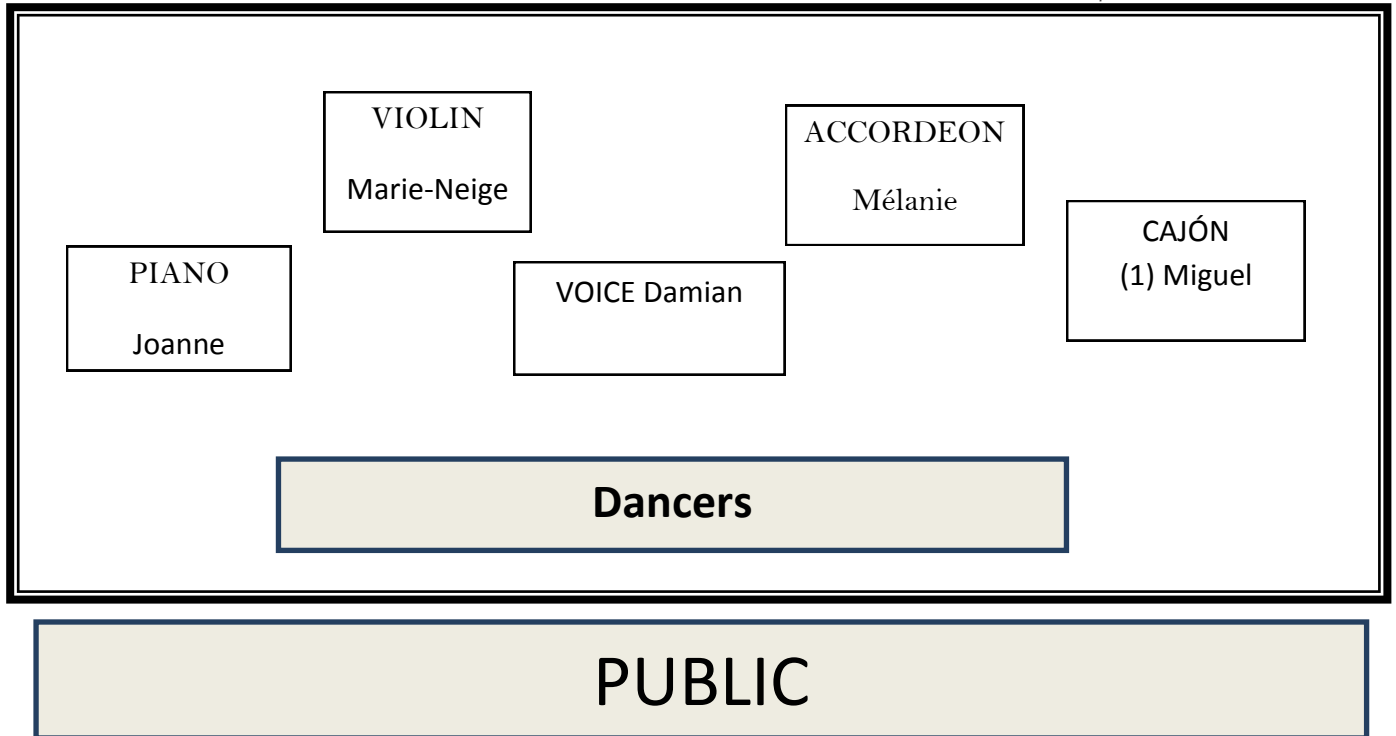 VIOLIN
Marie-Neige
ACCORDEON
Mélanie
CAJÓN
(1) Miguel
PIANO
Joanne
VOICE Damian
Dancers
PUBLIC